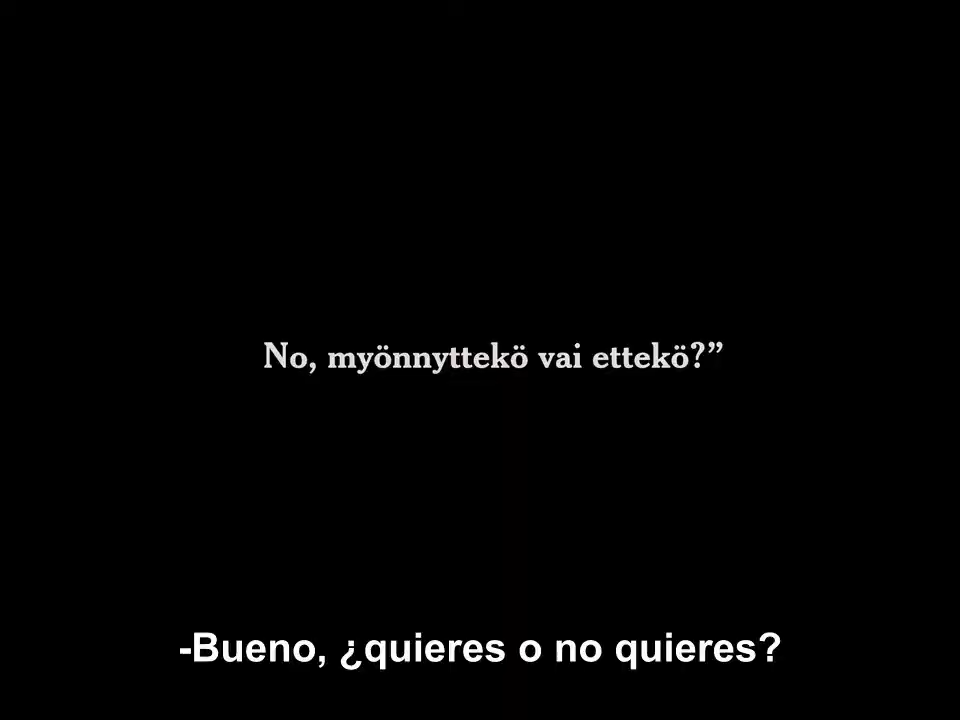 No, myönnyttekö vai ettekö?”
-Bueno, ¿quieres o no quieres?